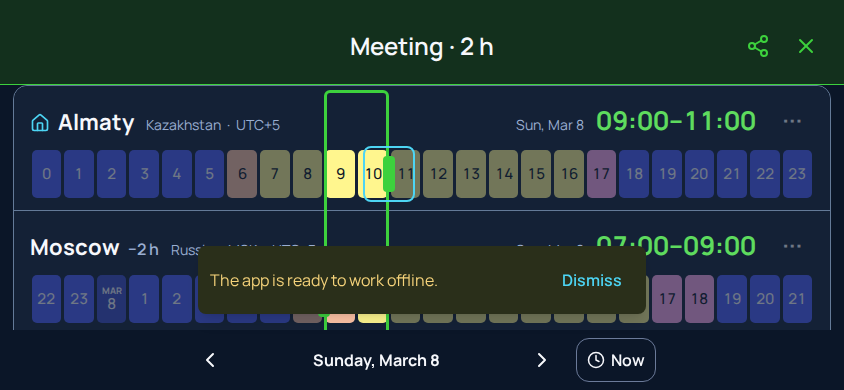 Meeting · 2 h
Almaty Kazakhstan · UTC+5 Sun, Mar 8 09:00–11:00
0 1 2 3 4 5 6 7 8 9 10 11 12 13 14 15 16 17 18 19 20 21 22 23
Moscow −2 h 07:00–09:00
22 23 MAR 8 1 2 17 18 19 20 21
The app is ready to work offline. Dismiss
Sunday, March 8 Now